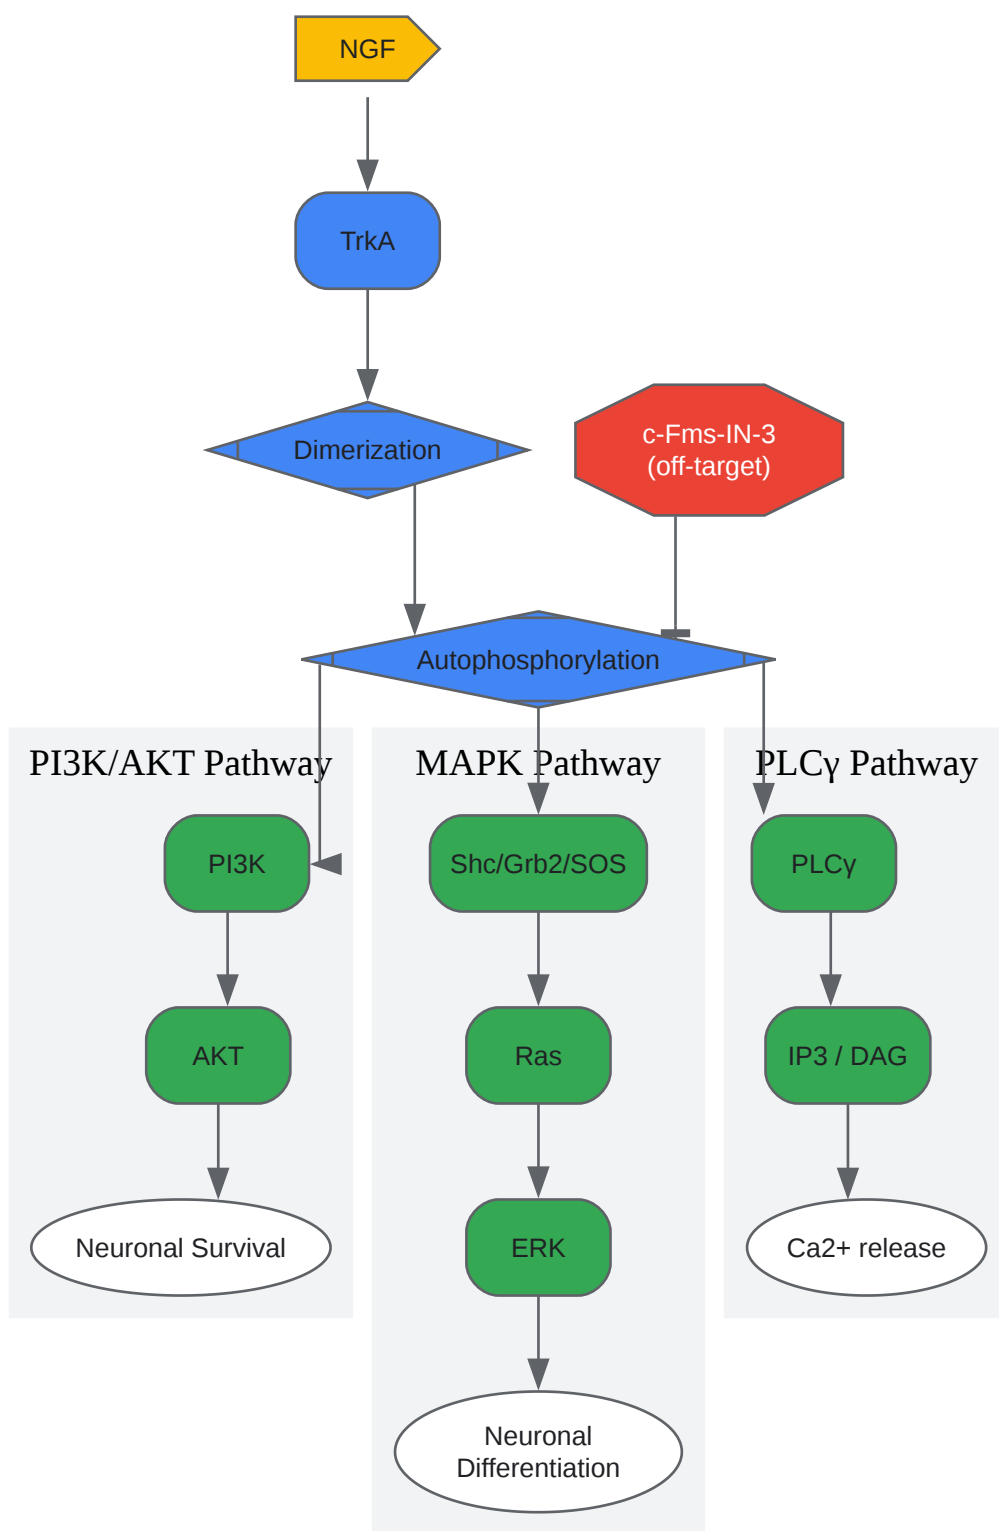 NGF
TrkA
Dimerization
c-Fms-IN-3
(off-target)
Autophosphorylation
PI3K/AKT Pathway
MAPK Pathway
PLCγ Pathway
PI3K
Shc/Grb2/SOS
PLCγ
AKT
Ras
IP3 / DAG
Neuronal Survival
ERK
Ca2+ release
Neuronal
Differentiation